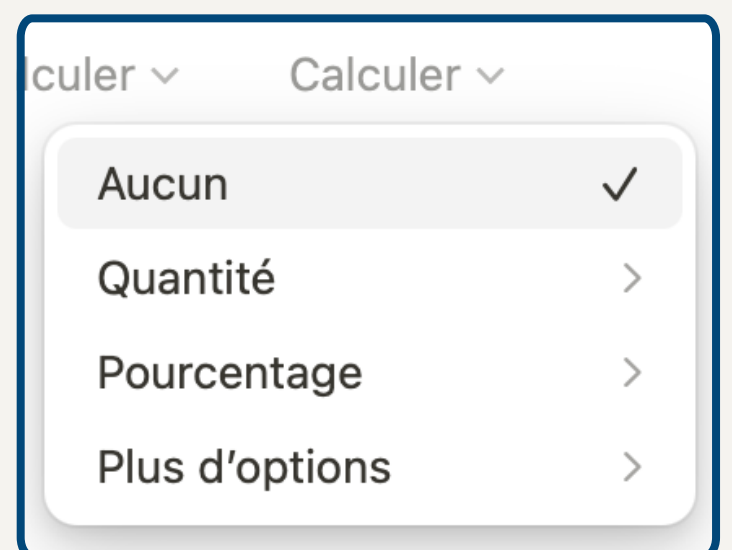 lculer Calculer
Aucun
Quantité
Pourcentage
Plus d’options